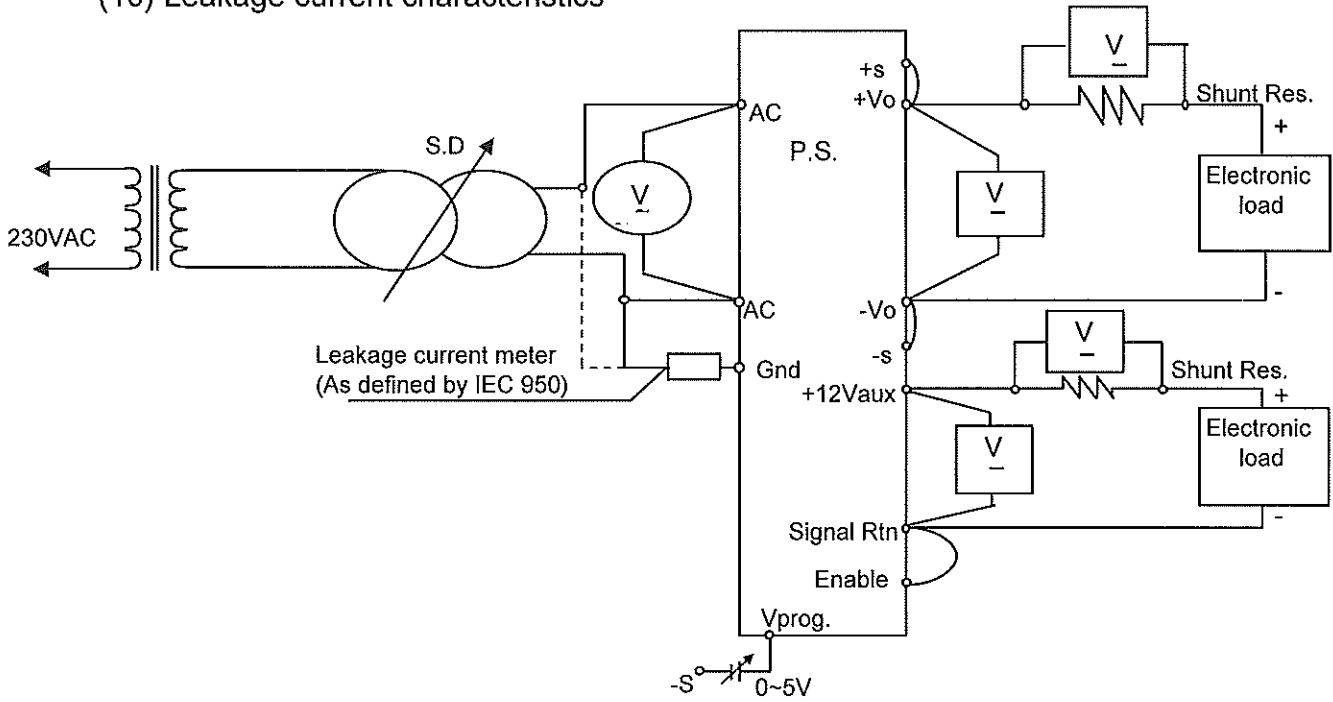 (10) Leakage current characteristics
V
+s
+Vo
Shunt Res.
AC
+
P.S.
S.D
V
~
V
Electronic
load
230VAC
-Vo
-
AC
-s
V
Leakage current meter
(As defined by IEC 950)
Gnd
Shunt Res.
+12Vaux
+
V
Electronic
load
Signal Rtn
-
Enable
Vprog.
-S
0~5V